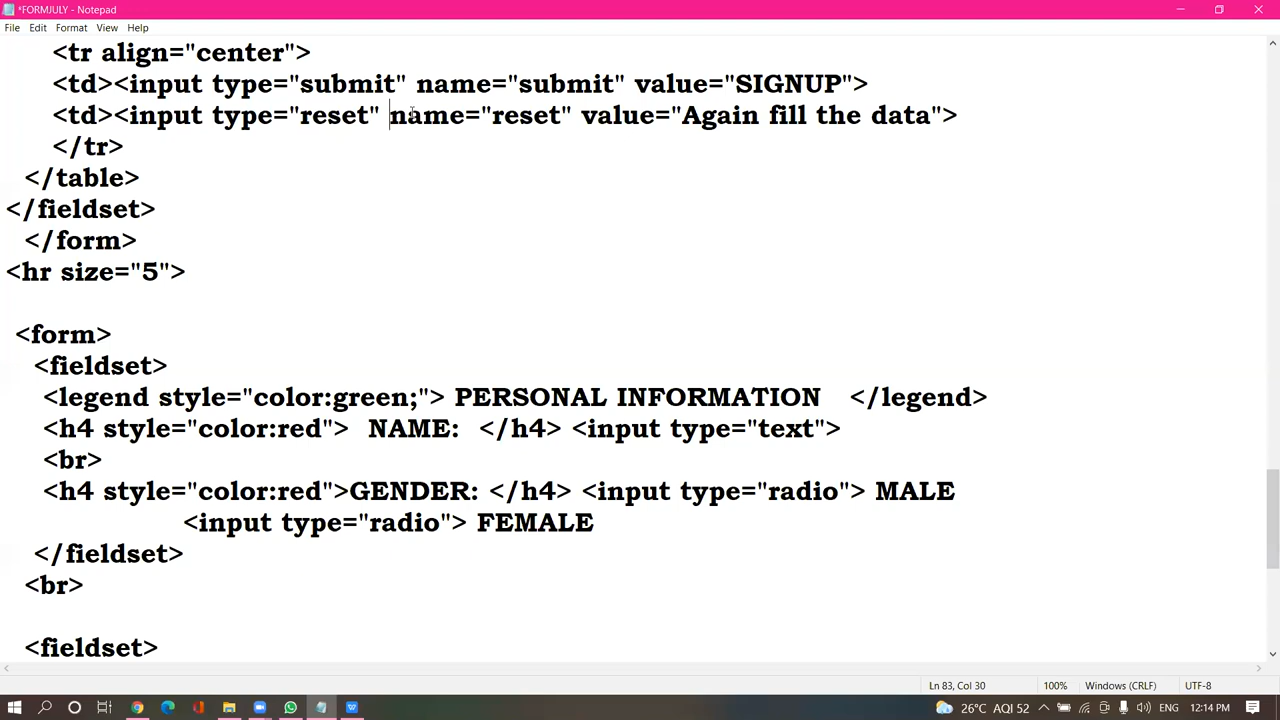 *FORMJULY - Notepad
File Edit Format View Help
<tr align="center">
<td><input type="submit" name="submit" value="SIGNUP">
<td><input type="reset" name="reset" value="Again fill the data">
</tr>
</table>
</fieldset>
</form>
<hr size="5">
<form>
<fieldset>
<legend style="color:green;"> PERSONAL INFORMATION </legend>
<h4 style="color:red"> NAME: </h4> <input type="text">
<br>
<h4 style="color:red">GENDER: </h4> <input type="radio"> MALE
<input type="radio"> FEMALE
</fieldset>
<br>
<fieldset>
Ln 83, Col 30 100% Windows (CRLF) UTF-8
26°C AQI 52 12:14 PM